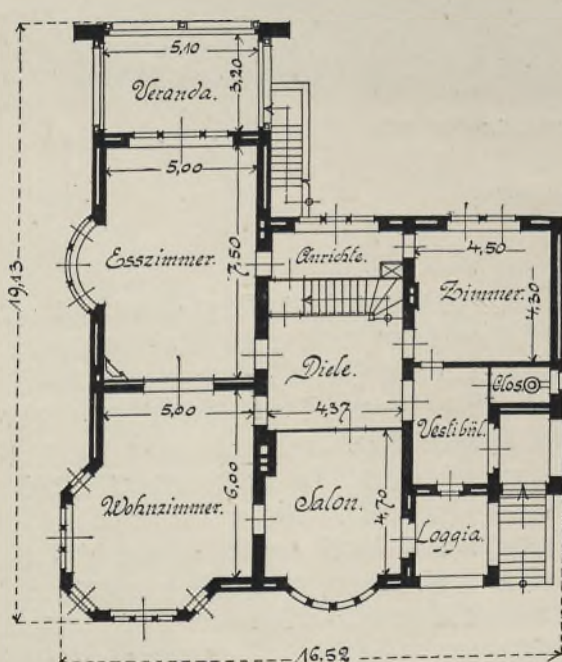 5,10
Veranda.
3,20
5,00
Esszimmer.
7,50
Anrichte.
4,50
Zimmer.
4,30
19,13
Diele.
4,37
Clos.
Vestibül.
5,00
Wohnzimmer.
6,00
Salon.
4,70
Loggia.
16,52